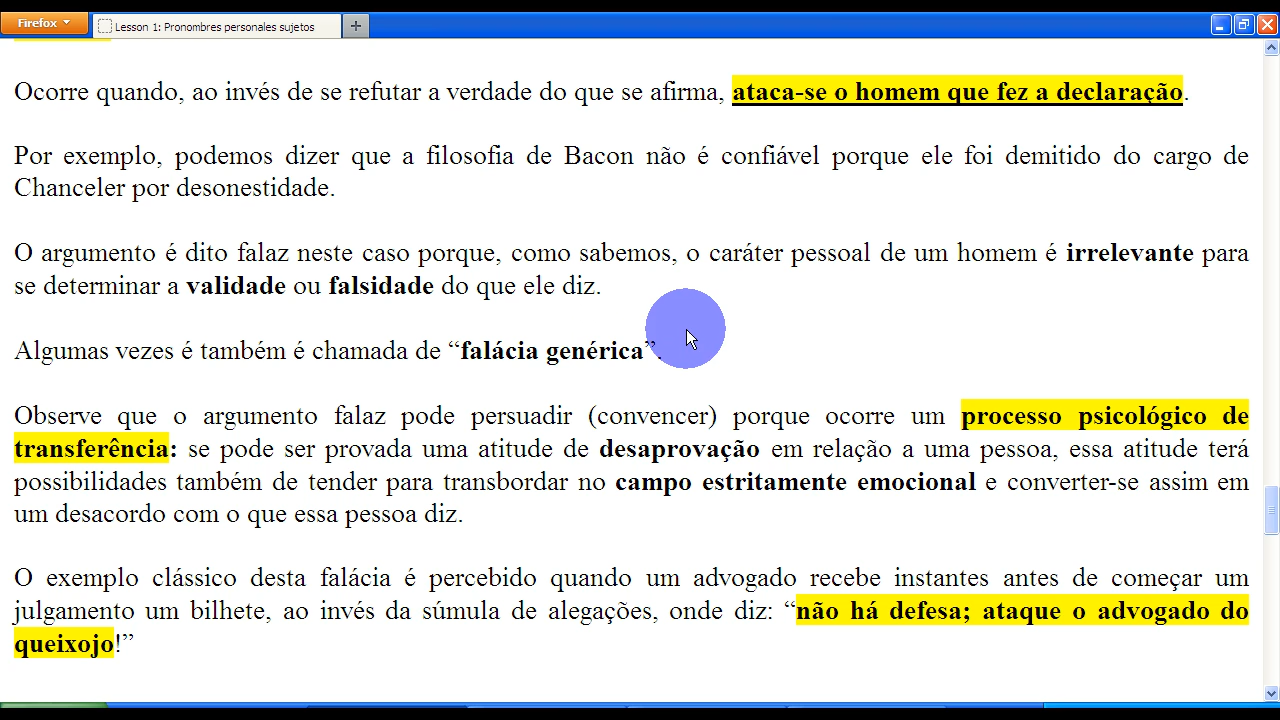 Firefox
Lesson 1: Pronombres personales sujetos
Ocorre quando, ao invés de se refutar a verdade do que se afirma, ataca-se o homem que fez a declaração.
Por exemplo, podemos dizer que a filosofia de Bacon não é confiável porque ele foi demitido do cargo de
Chanceler por desonestidade.
O argumento é dito falaz neste caso porque, como sabemos, o caráter pessoal de um homem é irrelevante para
se determinar a validade ou falsidade do que ele diz.
Algumas vezes é também é chamada de “falácia genérica”.
Observe que o argumento falaz pode persuadir (convencer) porque ocorre um processo psicológico de
transferência: se pode ser provada uma atitude de desaprovação em relação a uma pessoa, essa atitude terá
possibilidades também de tender para transbordar no campo estritamente emocional e converter-se assim em
um desacordo com o que essa pessoa diz.
O exemplo clássico desta falácia é percebido quando um advogado recebe instantes antes de começar um
julgamento um bilhete, ao invés da súmula de alegações, onde diz: “não há defesa; ataque o advogado do
queixojo!”